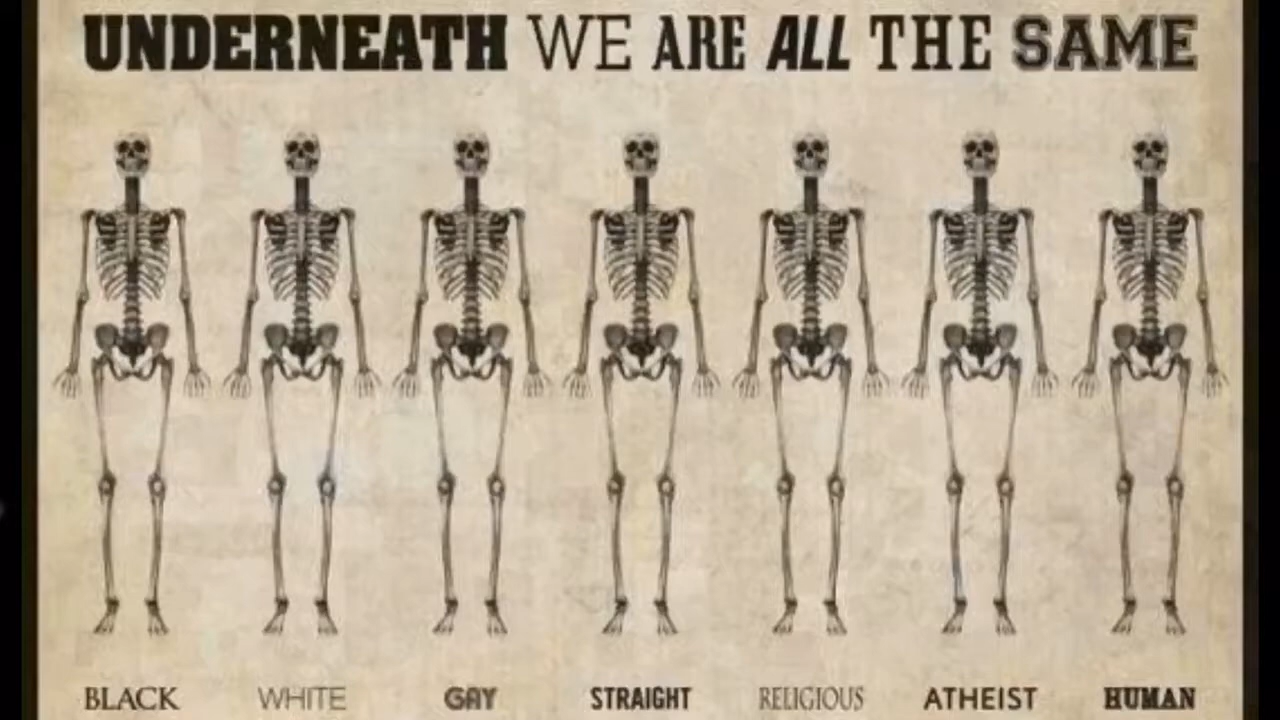 UNDERNEATH WE ARE ALL THE SAME
BLACK WHITE GAY STRAIGHT RELIGIOUS ATHEIST HUMAN